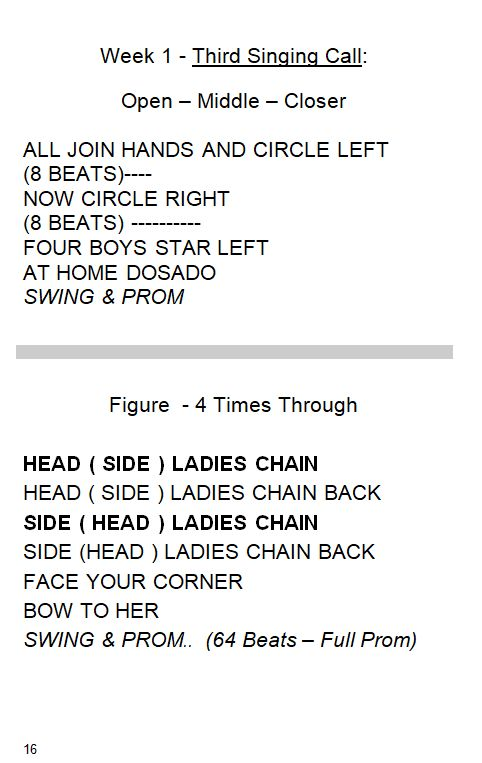 Week 1 - Third Singing Call:
Open – Middle – Closer
ALL JOIN HANDS AND CIRCLE LEFT
(8 BEATS)----
NOW CIRCLE RIGHT
(8 BEATS) ----------
FOUR BOYS STAR LEFT
AT HOME DOSADO
SWING & PROM
Figure - 4 Times Through
HEAD ( SIDE ) LADIES CHAIN
HEAD ( SIDE ) LADIES CHAIN BACK
SIDE ( HEAD ) LADIES CHAIN
SIDE (HEAD ) LADIES CHAIN BACK
FACE YOUR CORNER
BOW TO HER
SWING & PROM.. (64 Beats – Full Prom)
16